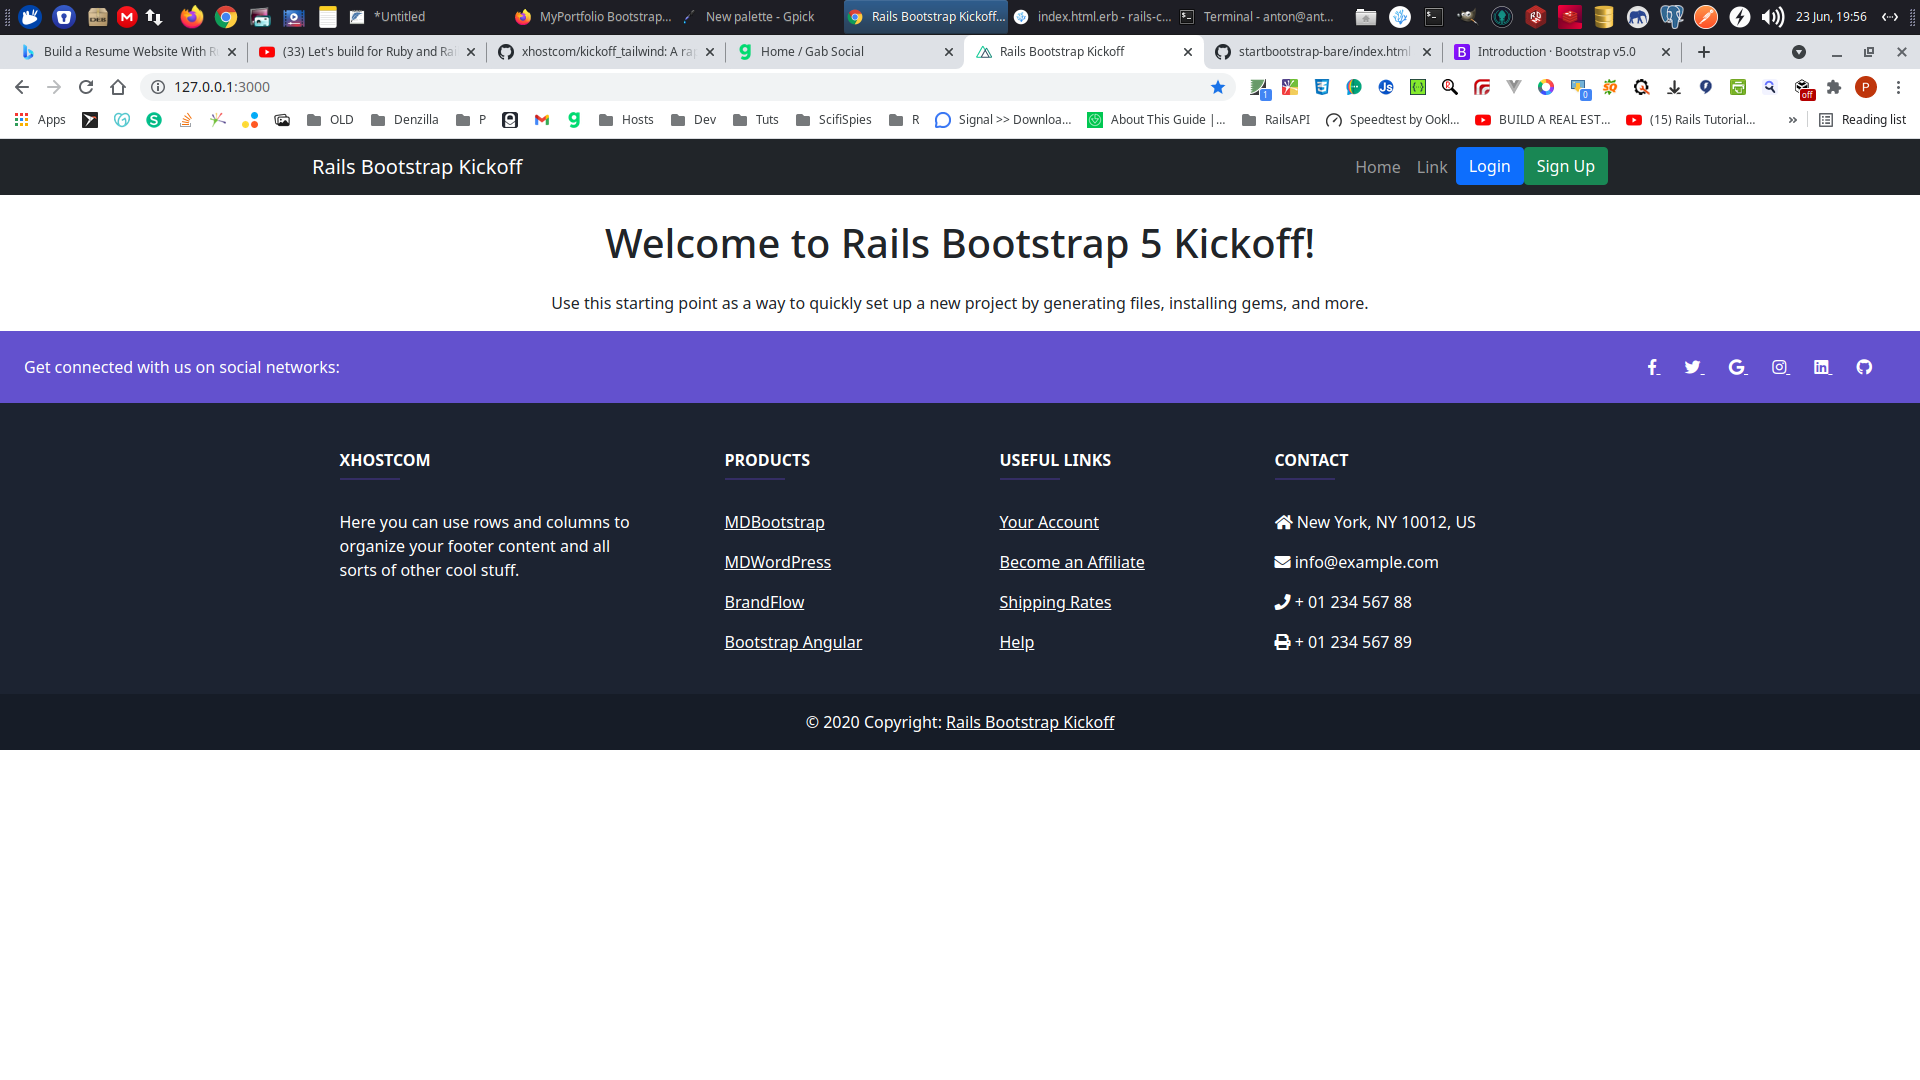 *Untitled
MyPortfolio Bootstrap...
New palette - Gpick
Rails Bootstrap Kickoff...
index.html.erb - rails-c...
Terminal - anton@ant...
23 Jun, 19:56
Build a Resume Website With R
(33) Let's build for Ruby and Rai
xhostcom/kickoff_tailwind: A ra
Home / Gab Social
Rails Bootstrap Kickoff
startbootstrap-bare/index.html
Introduction · Bootstrap v5.0
127.0.0.1:3000
Apps
OLD
Denzilla
P
Hosts
Dev
Tuts
ScifiSpies
R
Signal >> Downloa...
About This Guide |...
RailsAPI
Speedtest by Ookl...
BUILD A REAL EST...
(15) Rails Tutorial...
»
Reading list
Rails Bootstrap Kickoff
Home
Link
Login
Sign Up
Welcome to Rails Bootstrap 5 Kickoff!
Use this starting point as a way to quickly set up a new project by generating files, installing gems, and more.
Get connected with us on social networks:
XHOSTCOM
Here you can use rows and columns to
organize your footer content and all
sorts of other cool stuff.
PRODUCTS
MDBootstrap
MDWordPress
BrandFlow
Bootstrap Angular
USEFUL LINKS
Your Account
Become an Affiliate
Shipping Rates
Help
CONTACT
New York, NY 10012, US
info@example.com
+ 01 234 567 88
+ 01 234 567 89
© 2020 Copyright: Rails Bootstrap Kickoff